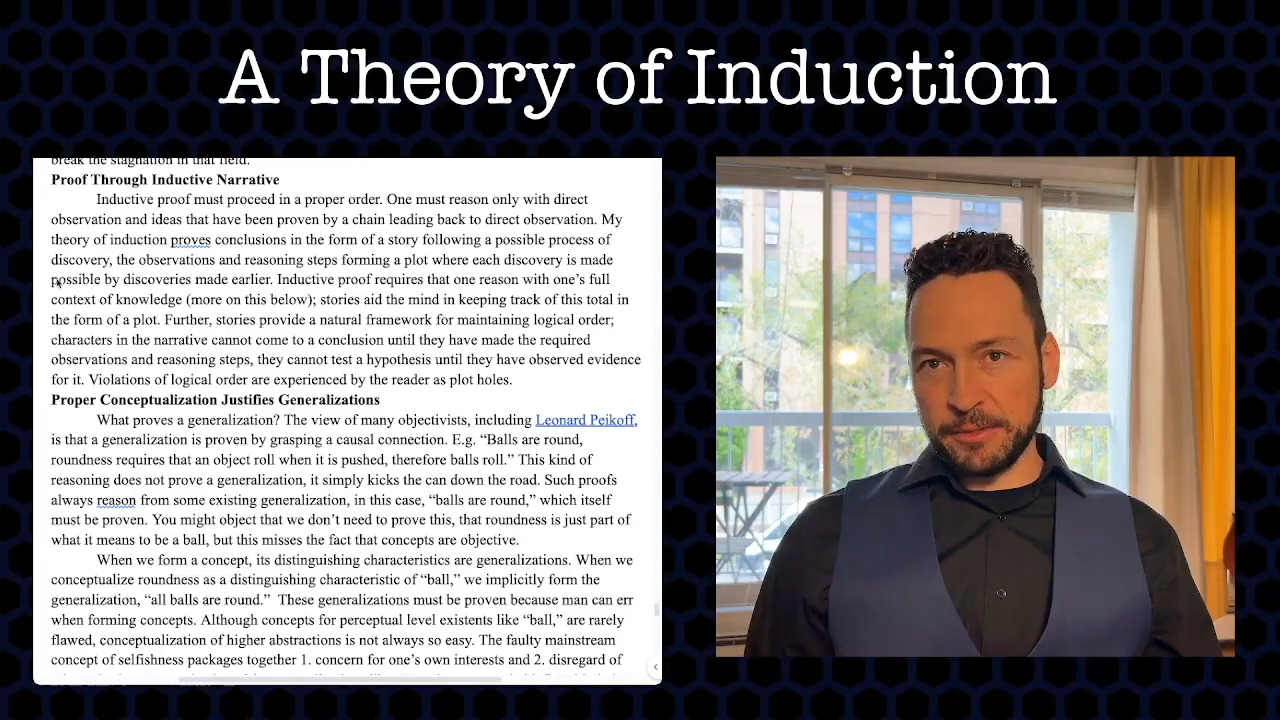 A Theory of Induction
break the stagnation in that field.
Proof Through Inductive Narrative
Inductive proof must proceed in a proper order. One must reason only with direct
observation and ideas that have been proven by a chain leading back to direct observation. My
theory of induction proves conclusions in the form of a story following a possible process of
discovery, the observations and reasoning steps forming a plot where each discovery is made
possible by discoveries made earlier. Inductive proof requires that one reason with one's full
context of knowledge (more on this below); stories aid the mind in keeping track of this total in
the form of a plot. Further, stories provide a natural framework for maintaining logical order;
characters in the narrative cannot come to a conclusion until they have made the required
observations and reasoning steps, they cannot test a hypothesis until they have observed evidence
for it. Violations of logical order are experienced by the reader as plot holes.
Proper Conceptualization Justifies Generalizations
What proves a generalization? The view of many objectivists, including Leonard Peikoff,
is that a generalization is proven by grasping a causal connection. E.g. “Balls are round,
roundness requires that an object roll when it is pushed, therefore balls roll.” This kind of
reasoning does not prove a generalization, it simply kicks the can down the road. Such proofs
always reason from some existing generalization, in this case, “balls are round,” which itself
must be proven. You might object that we don't need to prove this, that roundness is just part of
what it means to be a ball, but this misses the fact that concepts are objective.
When we form a concept, its distinguishing characteristics are generalizations. When we
conceptualize roundness as a distinguishing characteristic of “ball,” we implicitly form the
generalization, “all balls are round.” These generalizations must be proven because man can err
when forming concepts. Although concepts for perceptual level existents like “ball,” are rarely
flawed, conceptualization of higher abstractions is not always so easy. The faulty mainstream
concept of selfishness packages together 1. concern for one's own interests and 2. disregard of